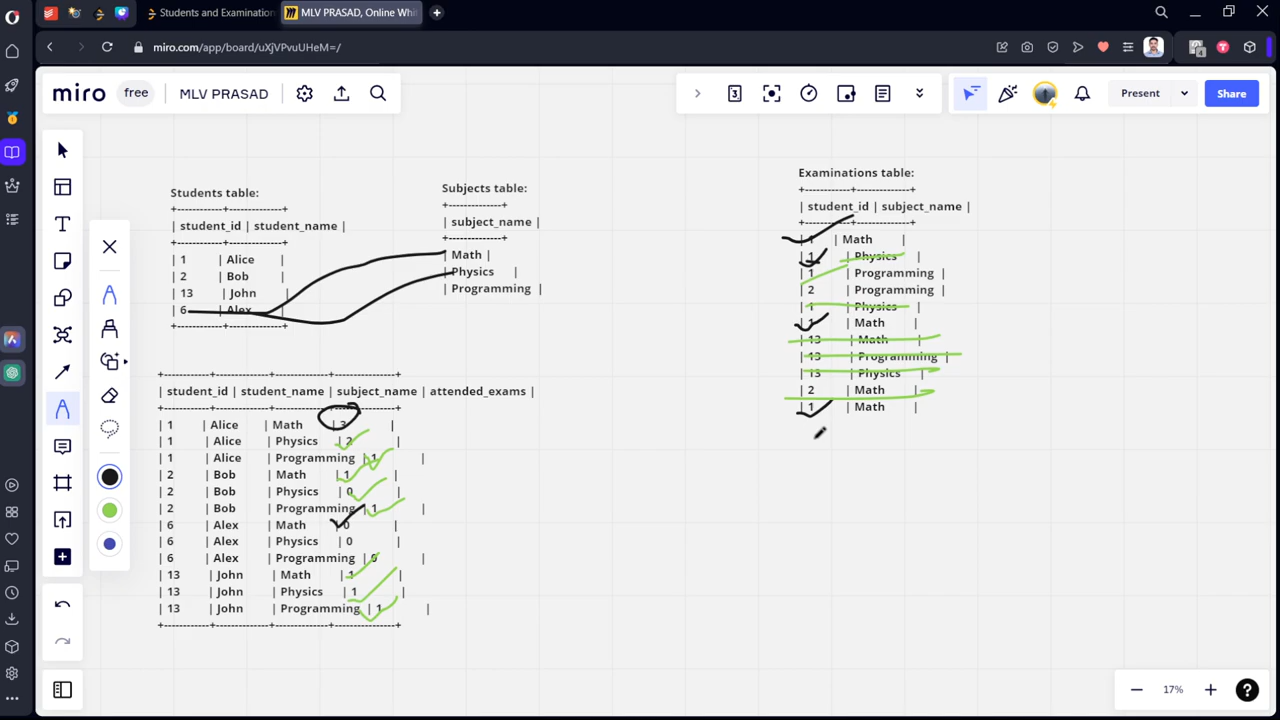 Students and Examination
MLV PRASAD, Online Whi
miro.com/app/board/uXjVPvuUHeM=/
miro
free
MLV PRASAD
Present
Share
Students table:
+------------+--------------+
| student_id | student_name |
+------------+--------------+
| 1 | Alice |
| 2 | Bob |
| 13 | John |
| 6 | Alex |
+------------+--------------+
Subjects table:
+--------------+
| subject_name |
+--------------+
| Math |
| Physics |
| Programming |
Examinations table:
+------------+--------------+
| student_id | subject_name |
+------------+--------------+
| 1 | Math |
| 1 | Physics |
| 1 | Programming |
| 2 | Programming |
| 1 | Physics |
| 1 | Math |
| 13 | Math |
| 13 | Programming |
| 13 | Physics |
| 2 | Math |
| 1 | Math |
+------------+--------------+--------------+----------------+
| student_id | student_name | subject_name | attended_exams |
+------------+--------------+--------------+----------------+
| 1 | Alice | Math | 3 |
| 1 | Alice | Physics | 2 |
| 1 | Alice | Programming | 1 |
| 2 | Bob | Math | 1 |
| 2 | Bob | Physics | 0 |
| 2 | Bob | Programming | 1 |
| 6 | Alex | Math | 0 |
| 6 | Alex | Physics | 0 |
| 6 | Alex | Programming | 0 |
| 13 | John | Math | 1 |
| 13 | John | Physics | 1 |
| 13 | John | Programming | 1 |
+------------+--------------+--------------+----------------+
17%